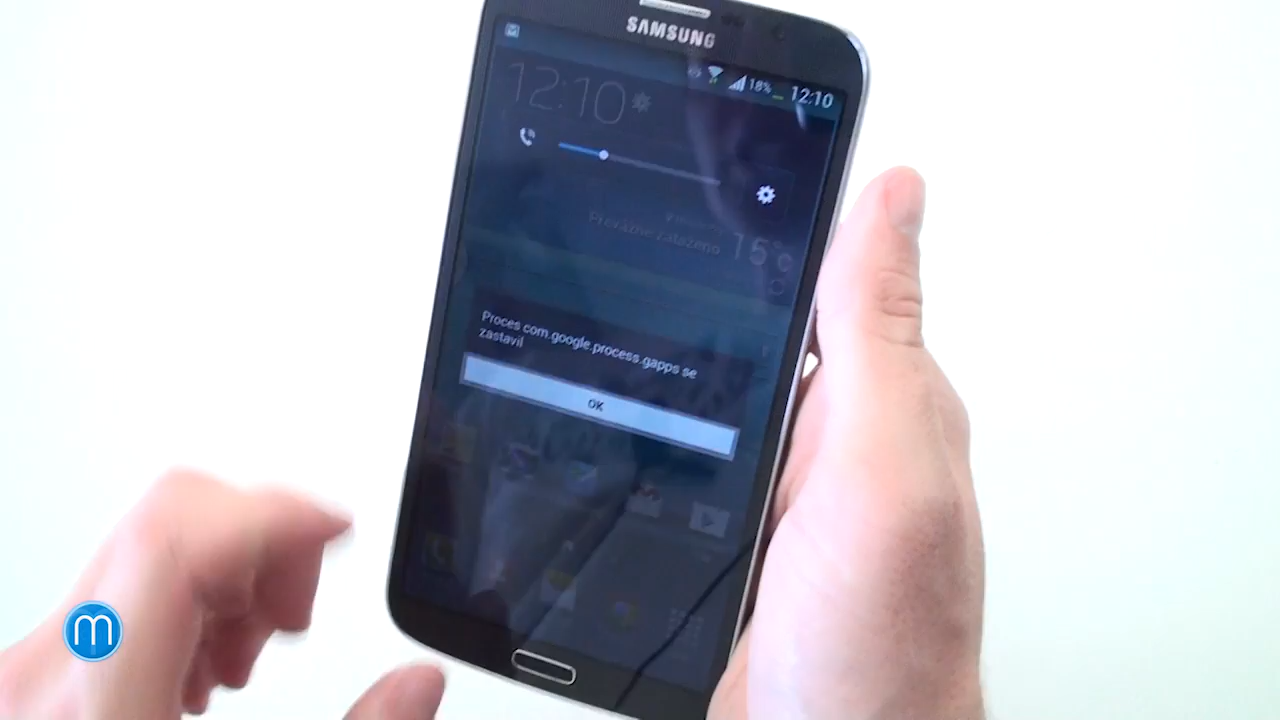 SAMSUNG
18% 12:10
12:10
Převážně zataženo
15°c
Proces com.google.process.gapps se
zastavil
OK
m